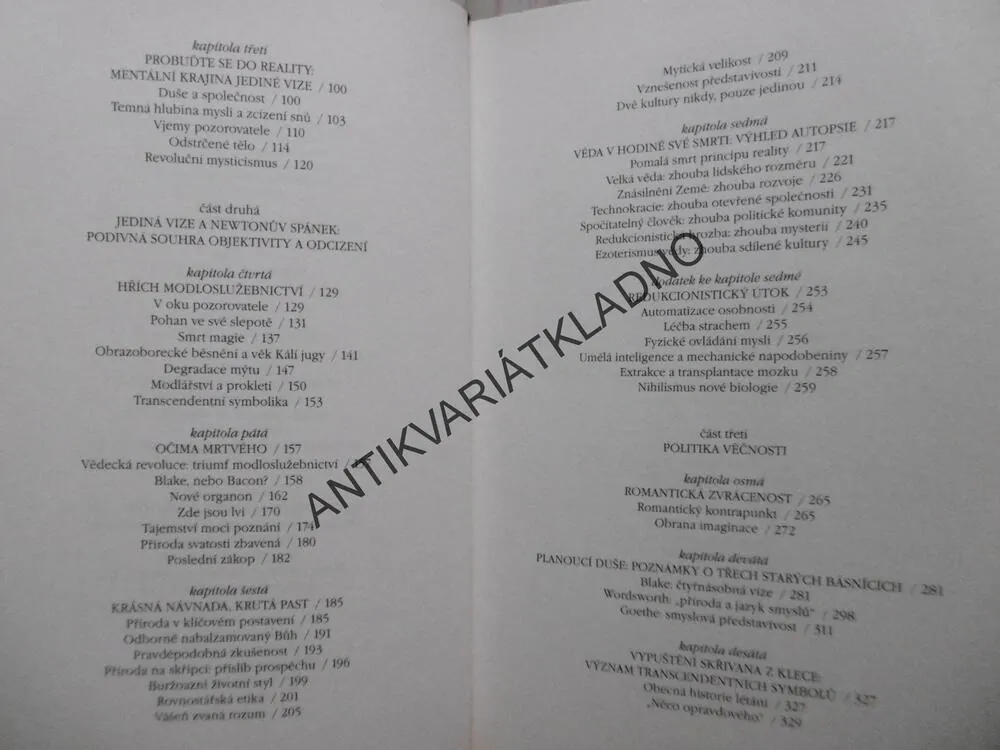 kapitola třetí
PROBUĎTE SE DO REALITY:
MENTÁLNÍ KRAJINA JEDINÉ VIZE / 100
Duše a společnost / 100
Temná hlubina mysli a zcizení snů / 103
Vjemy pozorovatele / 110
Odstrčené tělo / 114
Revoluční mysticismus / 120
část druhá
JEDINÁ VIZE A NEWTONŮV SPÁNEK:
PODIVNÁ SOUHRA OBJEKTIVITY A ODCIZENÍ
kapitola čtvrtá
HŘÍCH MODLOSLUŽEBNICTVÍ / 129
V oku pozorovatele / 129
Pohan ve své slepotě / 131
Smrt magie / 137
Obrazoborecké běsnění a věk Kálí jugy / 141
Degradace mýtu / 147
Modlářství a prokletí / 150
Transcendentní symbolika / 153
kapitola pátá
OČIMA MRTVÉHO / 157
Vědecká revoluce: triumf modloslužebnictví /
Blake, nebo Bacon? / 158
Nové organon / 162
Zde jsou lvi / 170
Tajemství moci poznání / 174
Příroda svatosti zbavená / 180
Poslední zákop / 182
kapitola šestá
KRÁSNÁ NÁVNADA, KRUTÁ PAST / 185
Příroda v klíčovém postavení / 185
Odborně nabalzamovaný Bůh / 191
Pravděpodobná zkušenost / 193
Příroda na skřipci: příslib prospěchu / 196
Buržoazní životní styl / 199
Rovnostářská etika / 201
Vášeň zvaná rozum / 205
Mytická velikost / 209
Vznešenost představivosti / 211
Dvě kultury nikdy, pouze jedinou / 214
kapitola sedmá
VĚDA V HODINĚ SVÉ SMRTI: VÝHLED AUTOPSIE / 217
Pomalá smrt principu reality / 217
Velká věda: zhouba lidského rozměru / 221
Znásilnění Země: zhouba rozvoje / 226
Technokracie: zhouba otevřené společnosti / 231
Spočitatelný člověk: zhouba politické komunity / 235
Redukcionistická hrozba: zhouba mysterií / 240
Ezoterismus vědy: zhouba sdílené kultury / 245
dodatek ke kapitole sedmé
REDUKCIONISTICKÝ ÚTOK / 253
Automatizace osobnosti / 254
Léčba strachem / 255
Fyzické ovládání mysli / 256
Umělá inteligence a mechanické napodobeniny / 257
Extrakce a transplantace mozku / 258
Nihilismus nové biologie / 259
část třetí
POLITIKA VĚČNOSTI
kapitola osmá
ROMANTICKÁ ZVRÁCENOST / 265
Romantický kontrapunkt / 265
Obrana imaginace / 272
kapitola devátá
PLANOUCÍ DUŠE: POZNÁMKY O TŘECH STARÝCH BÁSNÍCÍCH / 281
Blake: čtyřnásobná vize / 281
Wordsworth: „příroda a jazyk smyslů“ / 298
Goethe: smyslová představivost / 311
kapitola desátá
VYPUŠTĚNÍ SKŘIVANA Z KLECE:
VÝZNAM TRANSCENDENTNÍCH SYMBOLŮ / 327
Obecná historie létání / 327
„Něco opravdového“ / 329
ANTIKVARIÁTKLADNO